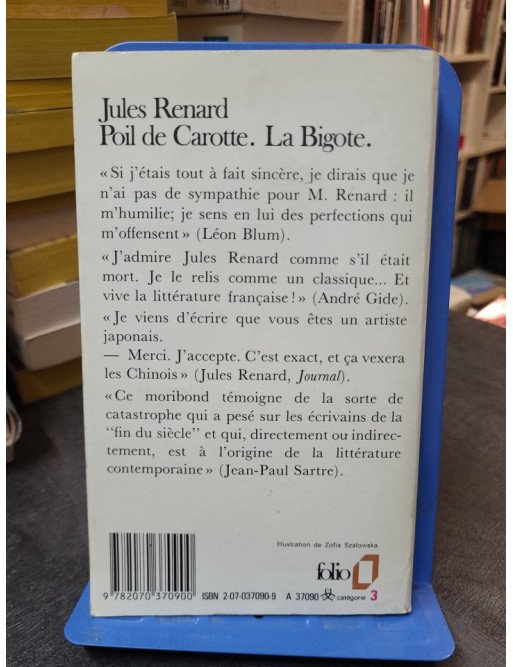 Jules Renard
Poil de Carotte. La Bigote.
« Si j'étais tout à fait sincère, je dirais que je
n'ai pas de sympathie pour M. Renard : il
m'humilie; je sens en lui des perfections qui
m'offensent » (Léon Blum).
« J'admire Jules Renard comme s'il était
mort. Je le relis comme un classique... Et
vive la littérature française ! » (André Gide).
« Je viens d'écrire que vous êtes un artiste
japonais.
— Merci. J'accepte. C'est exact, et ça vexera
les Chinois » (Jules Renard, Journal).
« Ce moribond témoigne de la sorte de
catastrophe qui a pesé sur les écrivains de la
"fin du siècle" et qui, directement ou indirec-
tement, est à l'origine de la littérature
contemporaine » (Jean-Paul Sartre).
Illustration de Zofia Szalowska.
folio
9 782070 370900
ISBN 2-07-037090-9 A 37090 catégorie 3